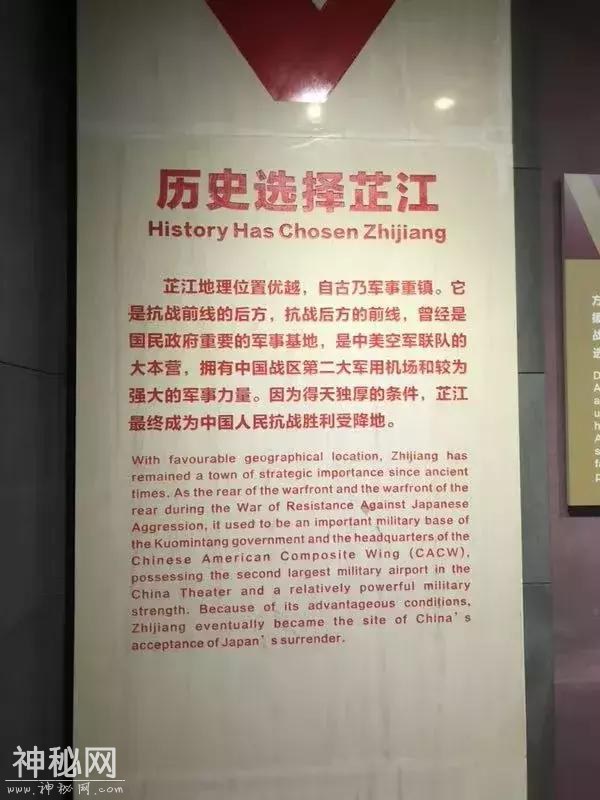 历史选择芷江
History Has Chosen Zhijiang
芷江地理位置优越，自古乃军事重镇。它
是抗战前线的后方，抗战后方的前线，曾经是
国民政府重要的军事基地，是中美空军联队的
大本营，拥有中国战区第二大军用机场和较为
强大的军事力量。因为得天独厚的条件，芷江
最终成为中国人民抗战胜利受降地。
With favourable geographical location, Zhijiang has
remained a town of strategic importance since ancient
times. As the rear of the warfront and the warfront of the
rear during the War of Resistance Against Japanese
Aggression, it used to be an important military base of
the Kuomintang government and the headquarters of the
Chinese American Composite Wing (CACW),
possessing the second largest military airport in the
China Theater and a relatively powerful military
strength. Because of its advantageous conditions,
Zhijiang eventually became the site of China's
acceptance of Japan's surrender.
神秘网
www.神秘网.com